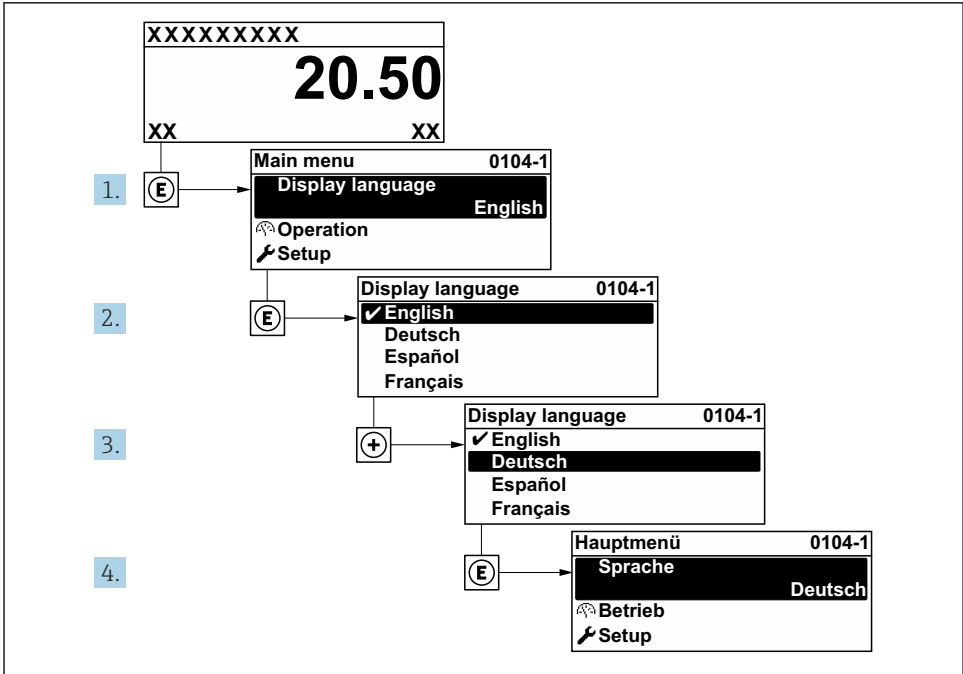 XXXXXXXXX
20.50
XX XX
Main menu 0104-1
1. E Display language
English
Operation
Setup
Display language 0104-1
2. E ✔ English
Deutsch
Español
Français
Display language 0104-1
3. + ✔ English
Deutsch
Español
Français
Hauptmenü 0104-1
4. E Sprache
Deutsch
Betrieb
Setup